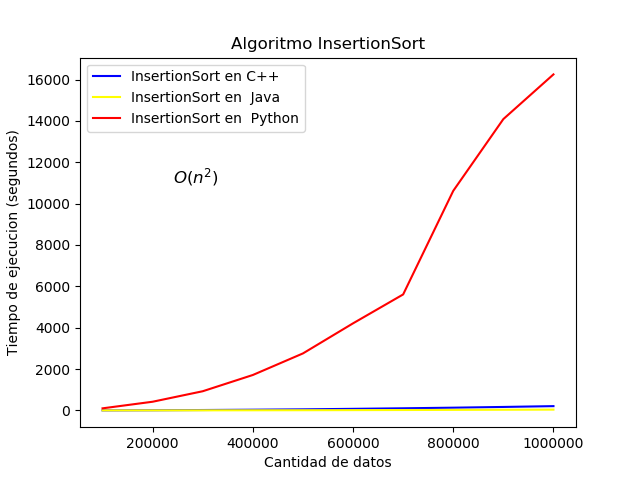 Algoritmo InsertionSort
InsertionSort en C++
InsertionSort en  Java
InsertionSort en  Python
O(n²)
Tiempo de ejecucion (segundos)
16000
14000
12000
10000
8000
6000
4000
2000
0
200000 400000 600000 800000 1000000
Cantidad de datos